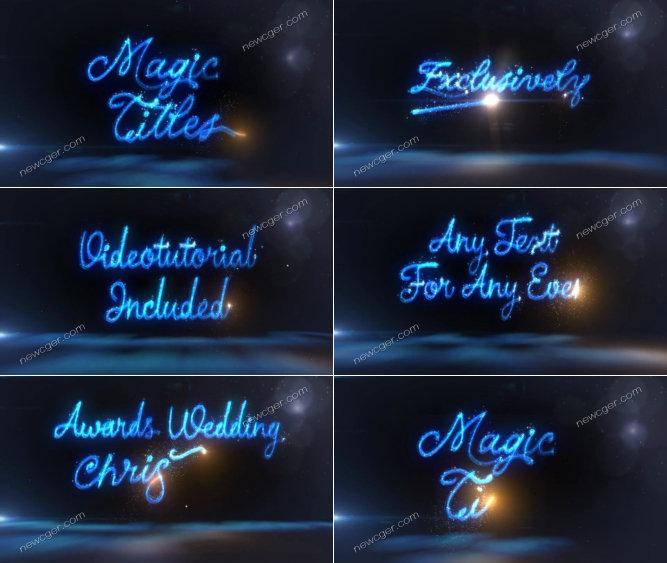 newcger.com
Magic
Titles
newcger.com
newcger.com
Exclusively
newcger.com
newcger.com
Videotutorial
Included
newcger.com
newcger.com
Any Text
For Any Eve
newcger.com
newcger.com
Awards Wedding
Chris
newcger.com
newcger.com
Magic
Ti
newcger.com